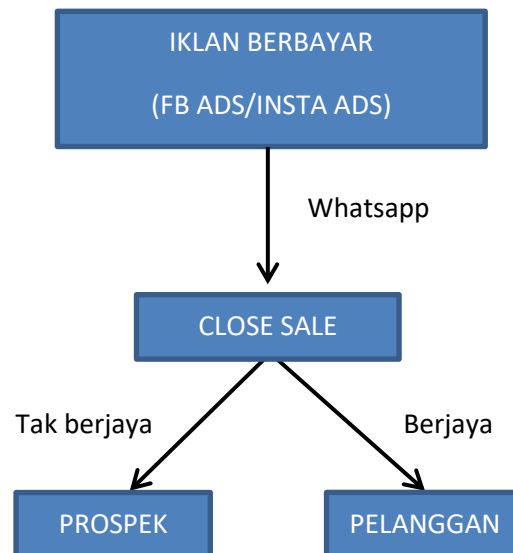 IKLAN BERBAYAR
(FB ADS/INSTA ADS)
Whatsapp
CLOSE SALE
Tak berjaya
Berjaya
PROSPEK
PELANGGAN